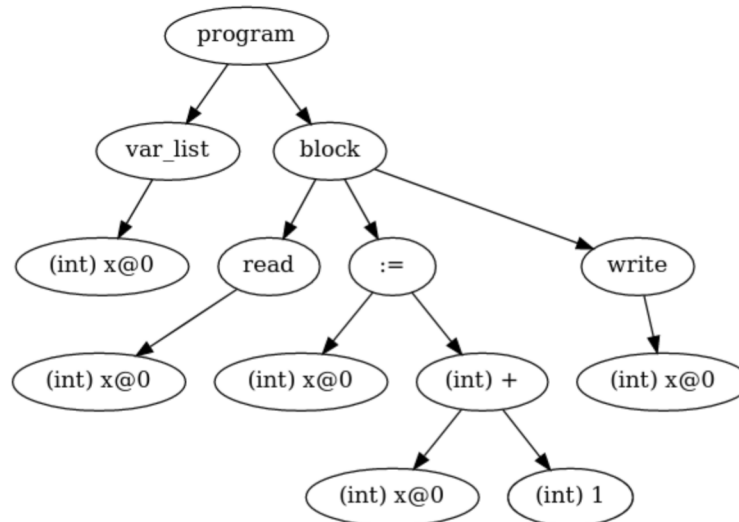 program
var_list
block
(int) x@0
read
:=
write
(int) x@0
(int) x@0
(int) +
(int) x@0
(int) x@0
(int) 1